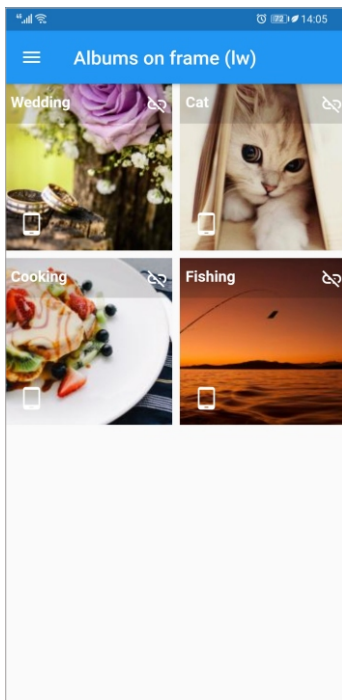 14:05
Albums on frame (lw)
Wedding
Cat
Cooking
Fishing